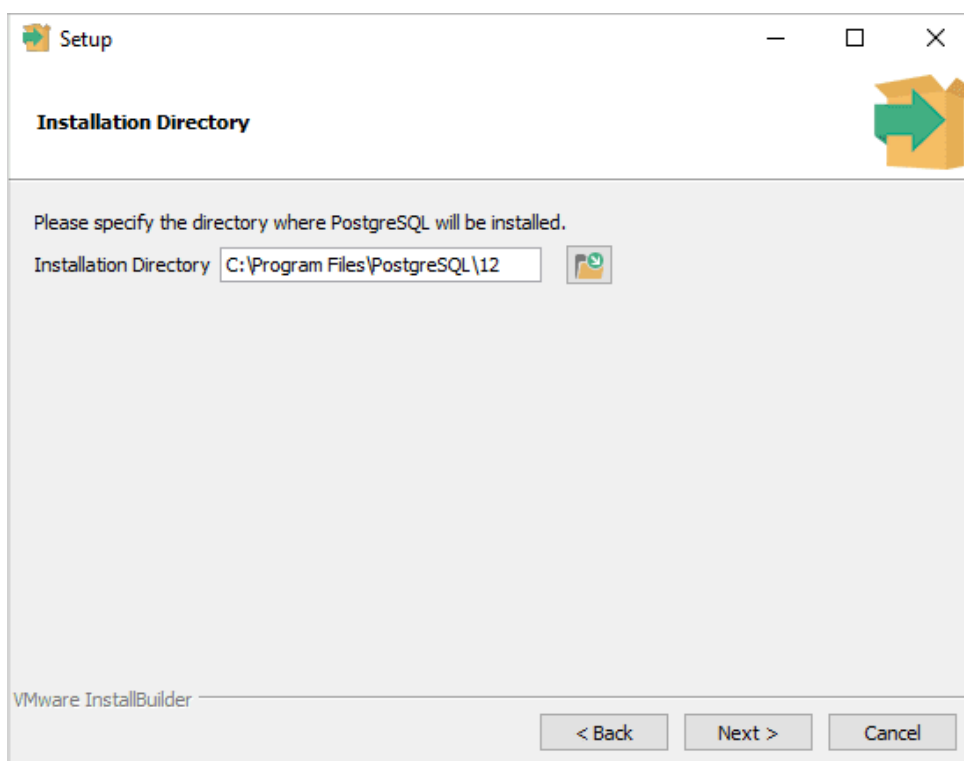 Setup
Installation Directory
Please specify the directory where PostgreSQL will be installed.
Installation Directory C:\Program Files\PostgreSQL\12
VMware InstallBuilder
< Back Next > Cancel